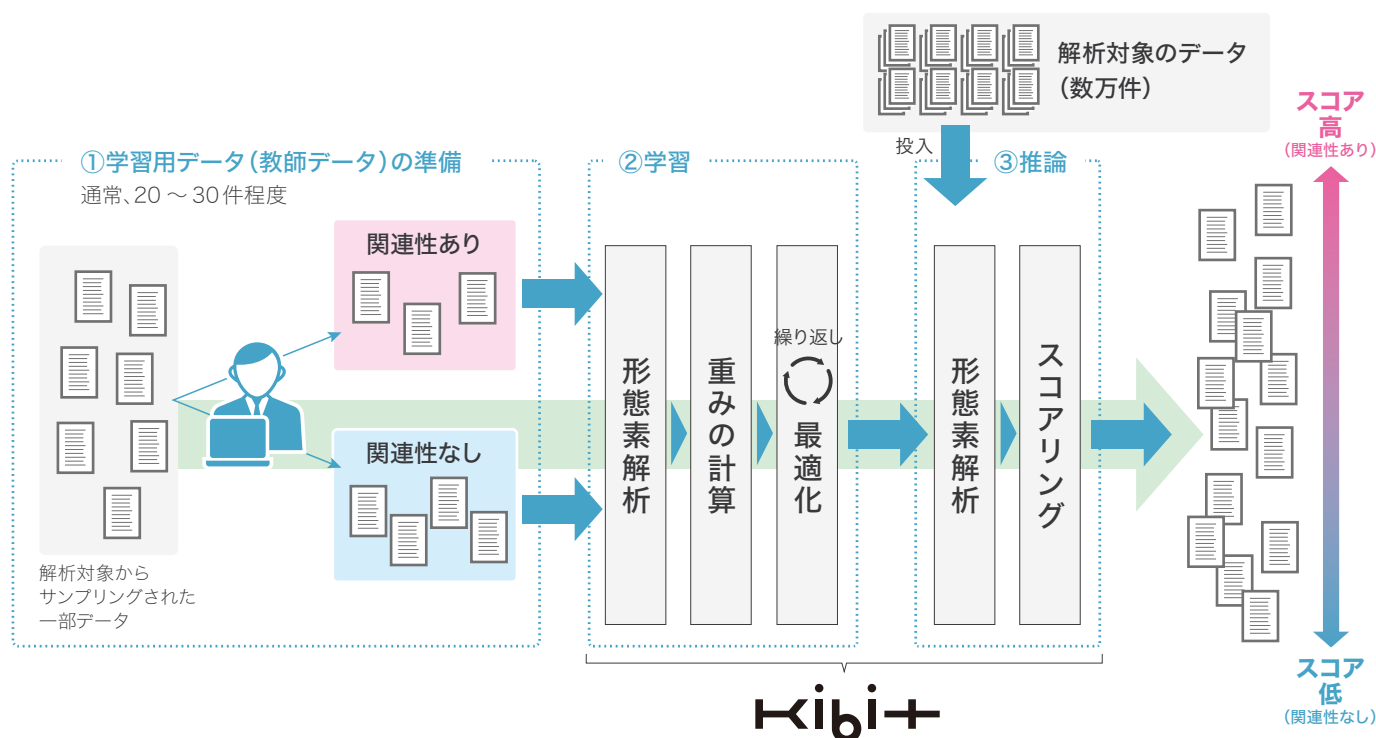 解析対象のデータ
（数万件）
投入
スコア
高
（関連性あり）
①学習用データ（教師データ）の準備
通常、20 〜 30 件程度
関連性あり
関連性なし
解析対象から
サンプリングされた
一部データ
②学習
形態素解析
重みの計算
繰り返し
最適化
③推論
形態素解析
スコアリング
スコア
低
（関連性なし）
kibit